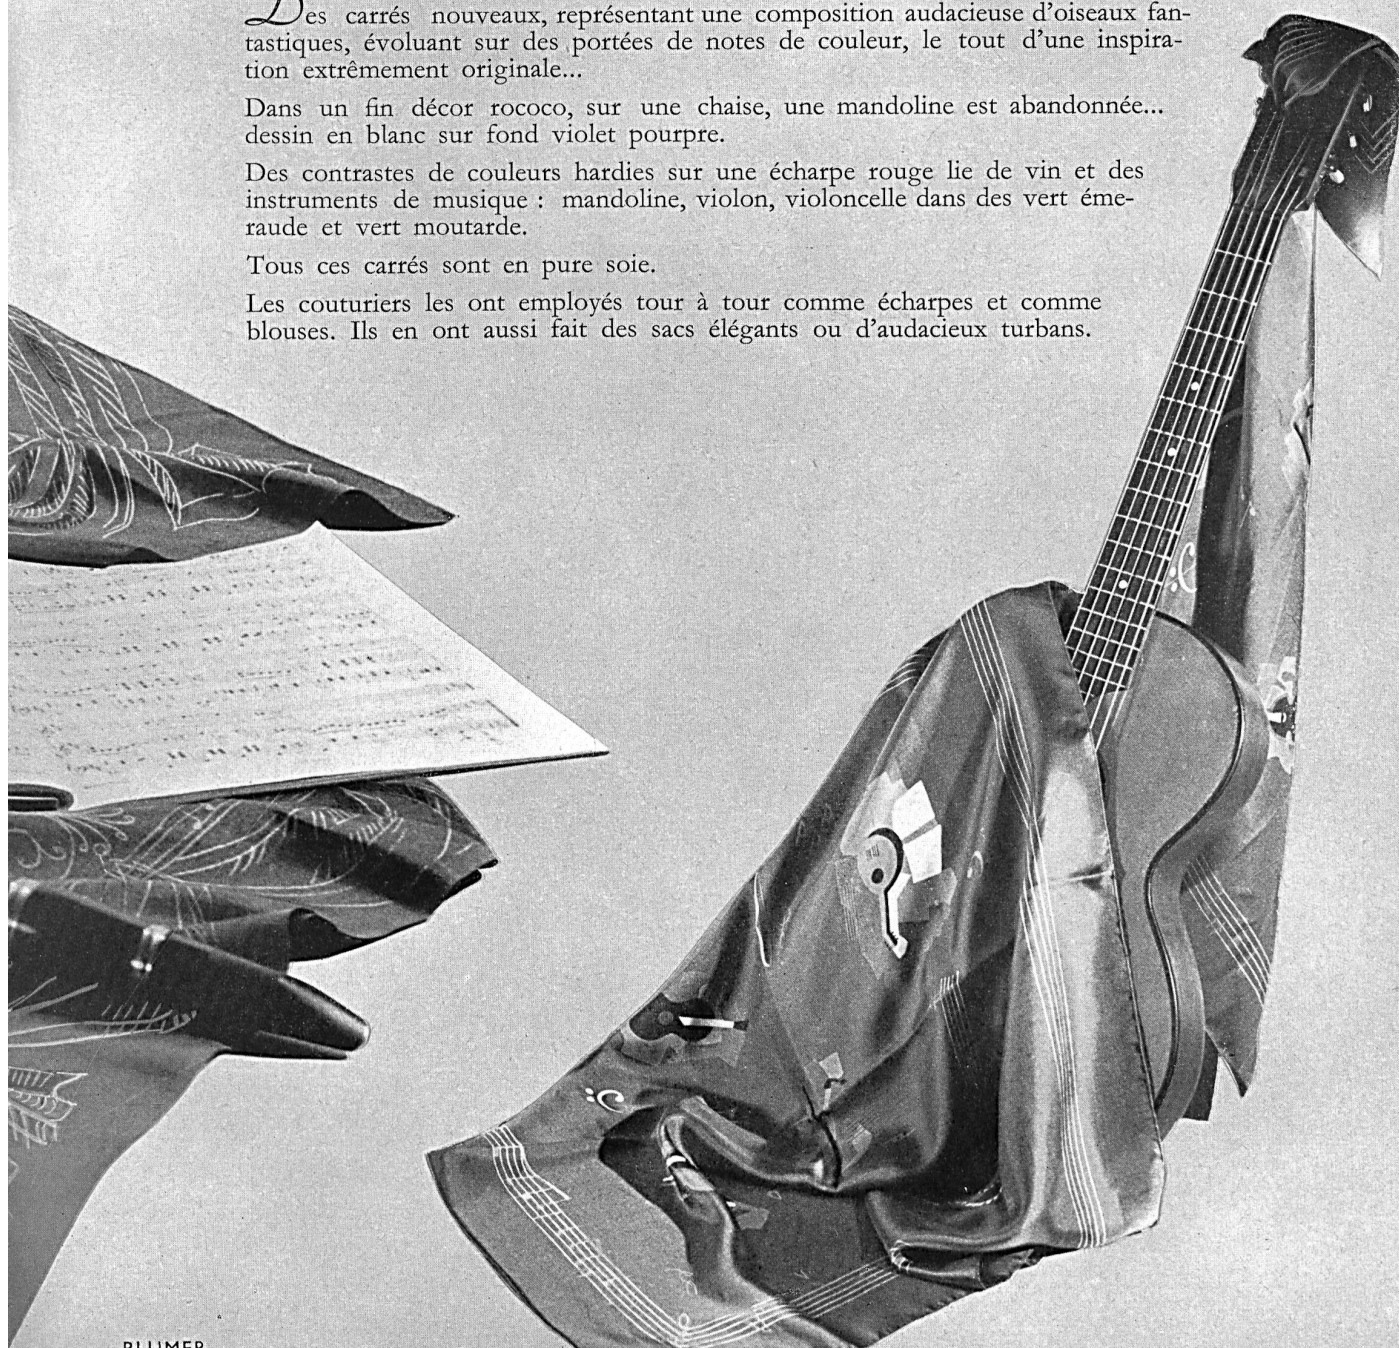 Des carrés nouveaux, représentant une composition audacieuse d'oiseaux fan-
tastiques, évoluant sur des portées de notes de couleur, le tout d'une inspira-
tion extrêmement originale...
Dans un fin décor rococo, sur une chaise, une mandoline est abandonnée...
dessin en blanc sur fond violet pourpre.
Des contrastes de couleurs hardies sur une écharpe rouge lie de vin et des
instruments de musique : mandoline, violon, violoncelle dans des vert éme-
raude et vert moutarde.
Tous ces carrés sont en pure soie.
Les couturiers les ont employés tour à tour comme écharpes et comme
blouses. Ils en ont aussi fait des sacs élégants ou d'audacieux turbans.